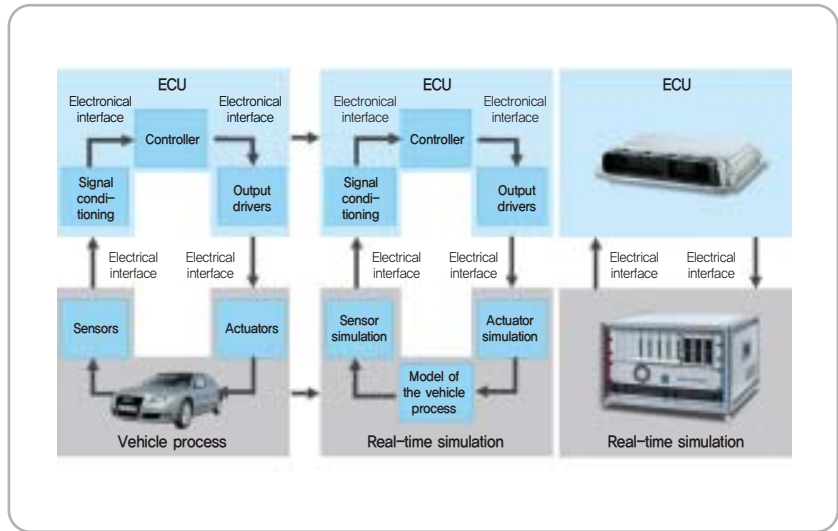 ECU
Electronical
interface
Electronical
interface
Controller
Signal
condi-
tioning
Output
drivers
Electrical
interface
Electrical
interface
Sensors
Actuators
Vehicle process
ECU
Electronical
interface
Electronical
interface
Controller
Signal
condi-
tioning
Output
drivers
Electrical
interface
Electrical
interface
Sensor
simulation
Actuator
simulation
Model of
the vehicle
process
Real-time simulation
ECU
Electrical
interface
Electrical
interface
Real-time simulation